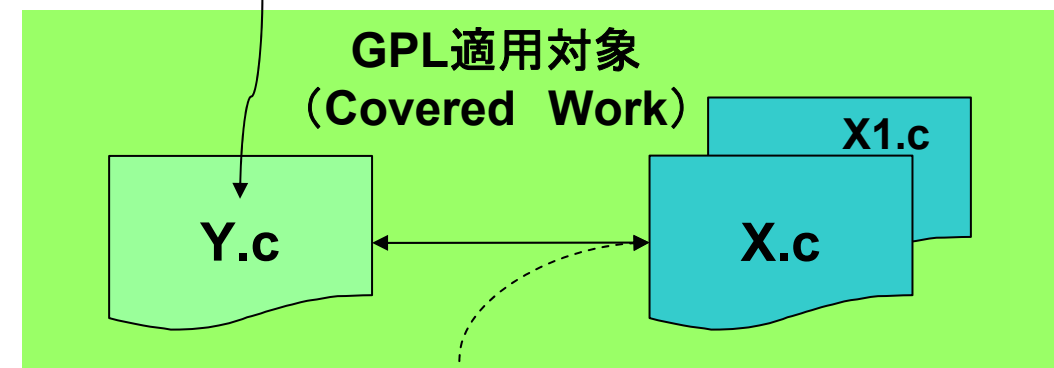 GPL適用対象
（Covered Work）
X1.c
Y.c
X.c